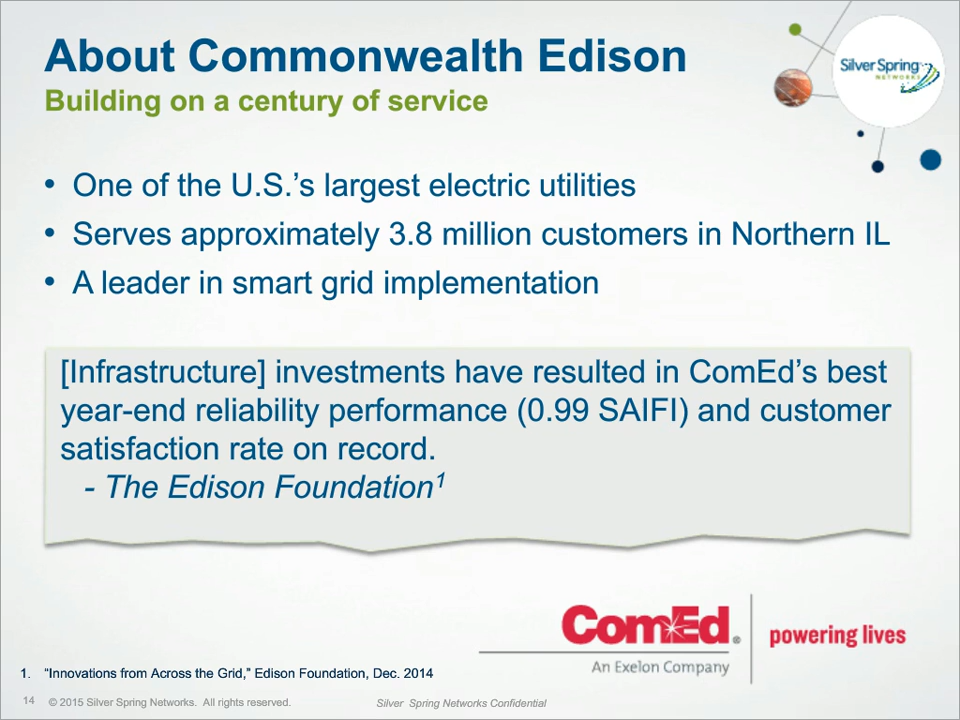 About Commonwealth Edison
Building on a century of service
Silver Spring
NETWORKS
• One of the U.S.’s largest electric utilities
• Serves approximately 3.8 million customers in Northern IL
• A leader in smart grid implementation
[Infrastructure] investments have resulted in ComEd’s best
year-end reliability performance (0.99 SAIFI) and customer
satisfaction rate on record.
- The Edison Foundation1
ComEd®
An Exelon Company
powering lives
1. “Innovations from Across the Grid,” Edison Foundation, Dec. 2014
14 © 2015 Silver Spring Networks. All rights reserved. Silver Spring Networks Confidential